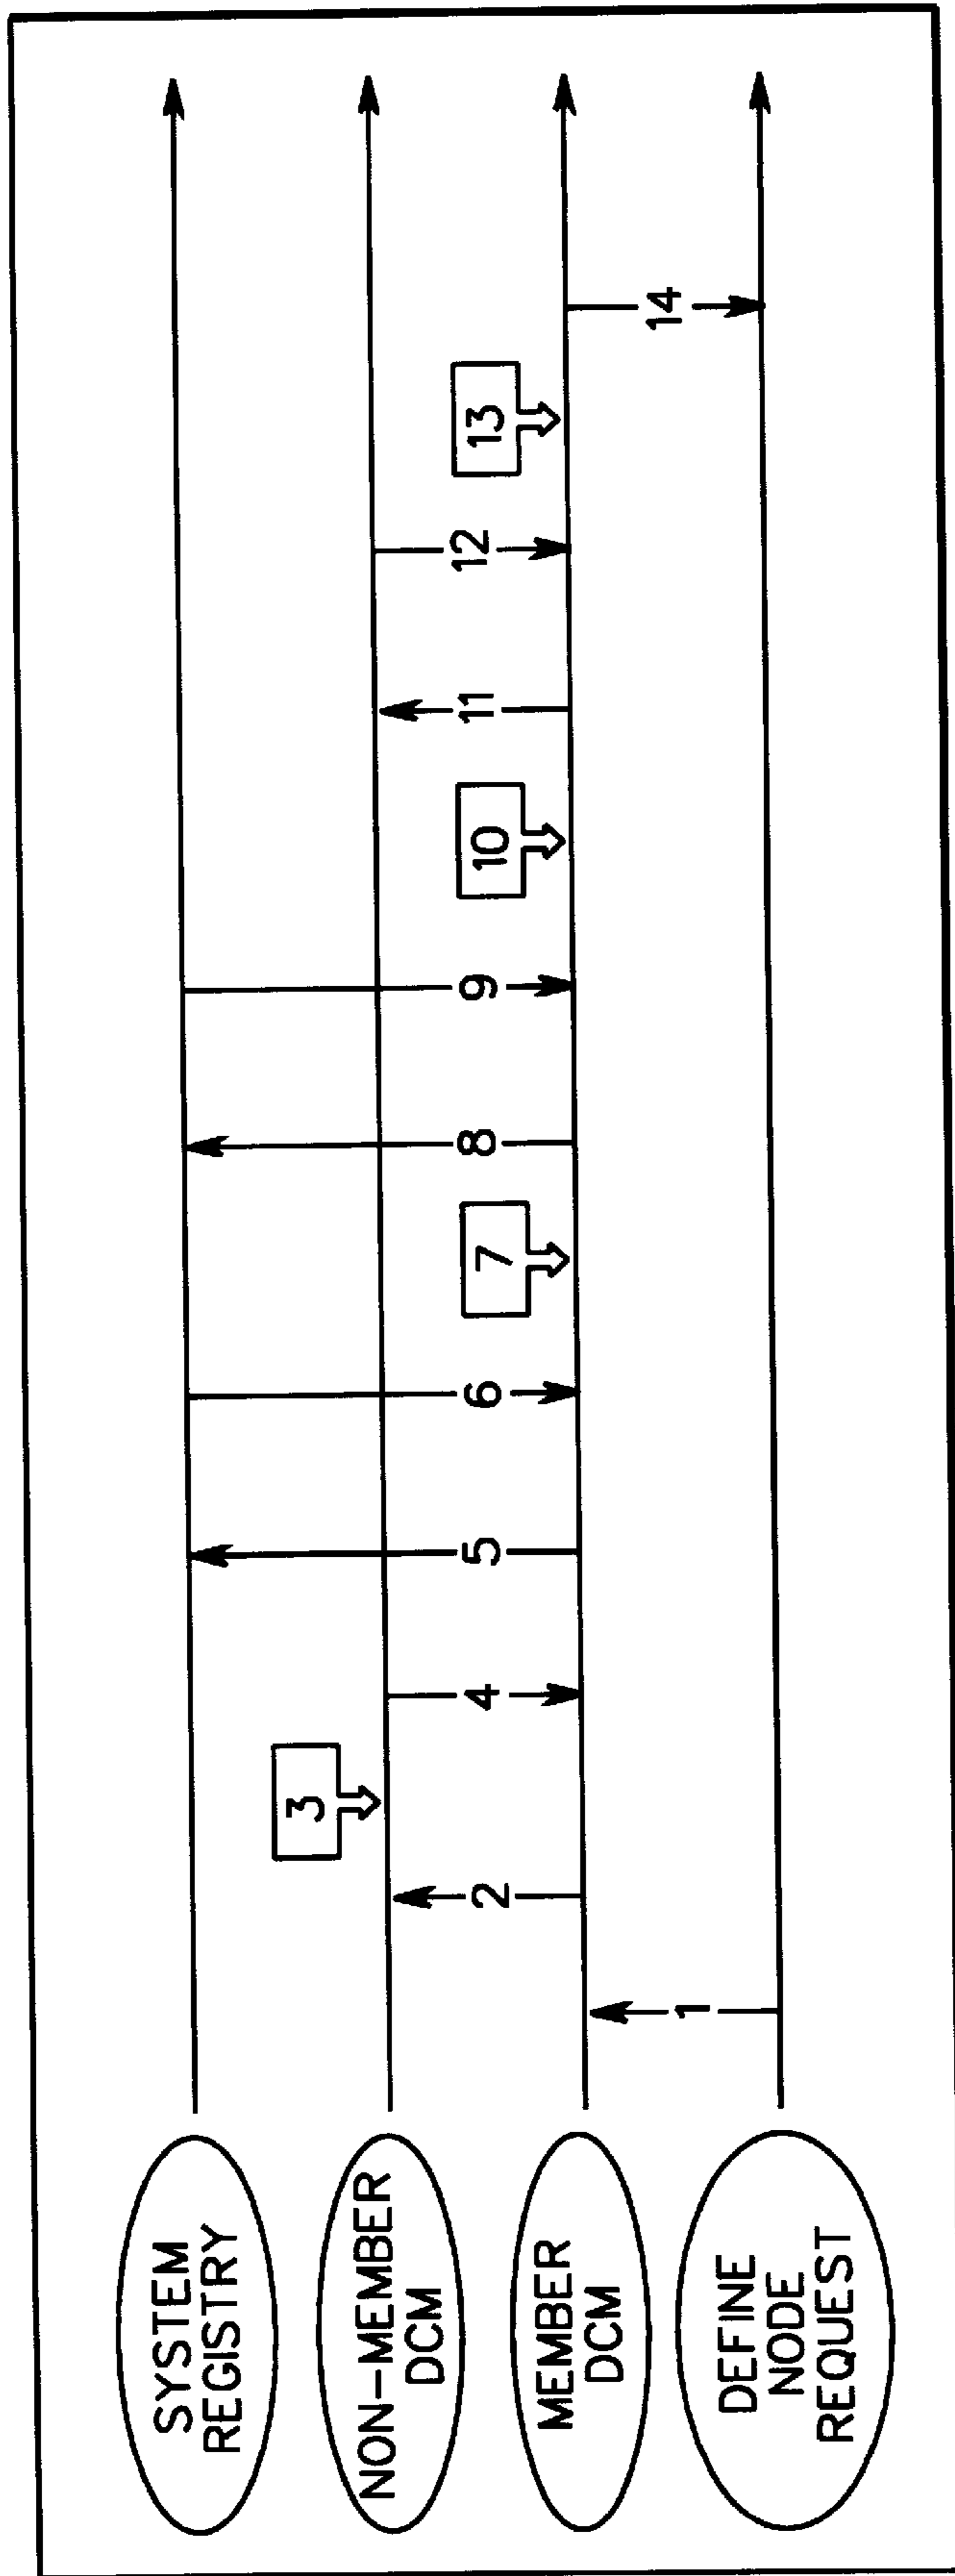 SYSTEM
REGISTRY
NON-MEMBER
DCM
MEMBER
DCM
DEFINE
NODE
REQUEST
1
2
3
4
5
6
7
8
9
10
11
12
13
14